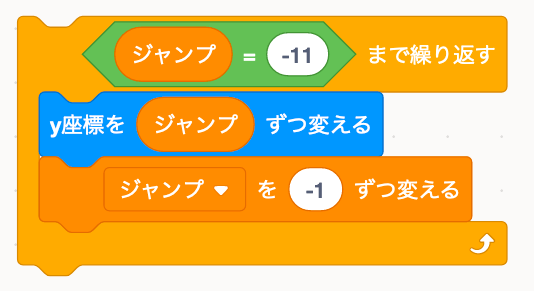 ジャンプ = -11 まで繰り返す
y座標を ジャンプ ずつ変える
ジャンプ を -1 ずつ変える